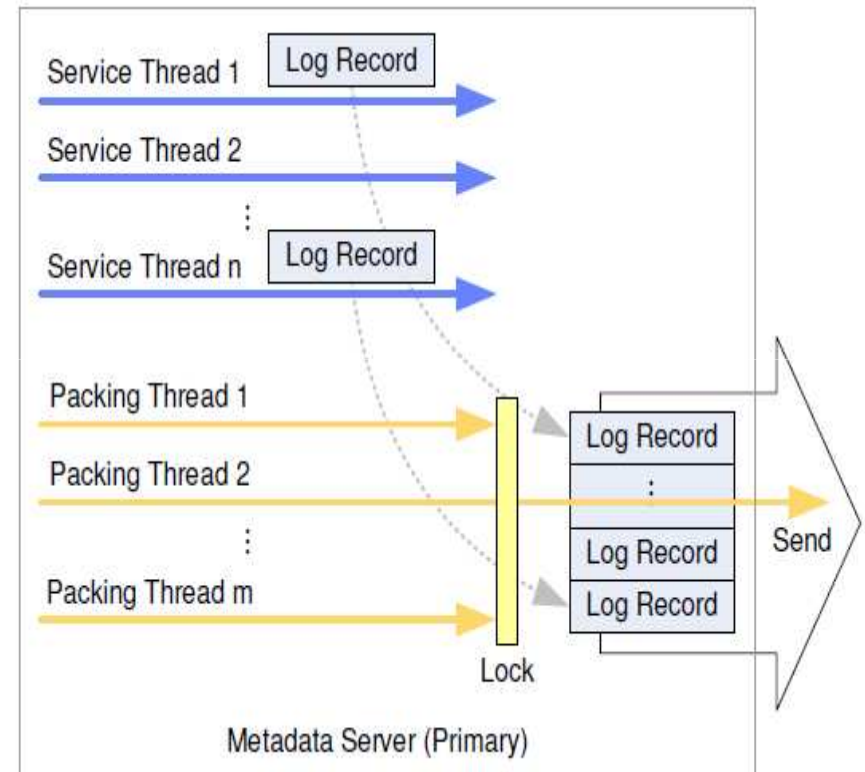 Service Thread 1
Log Record
Service Thread 2
⋮
Service Thread n
Log Record
Packing Thread 1
Log Record
Packing Thread 2
⋮
⋮
Log Record
Send
Packing Thread m
Log Record
Lock
Metadata Server (Primary)